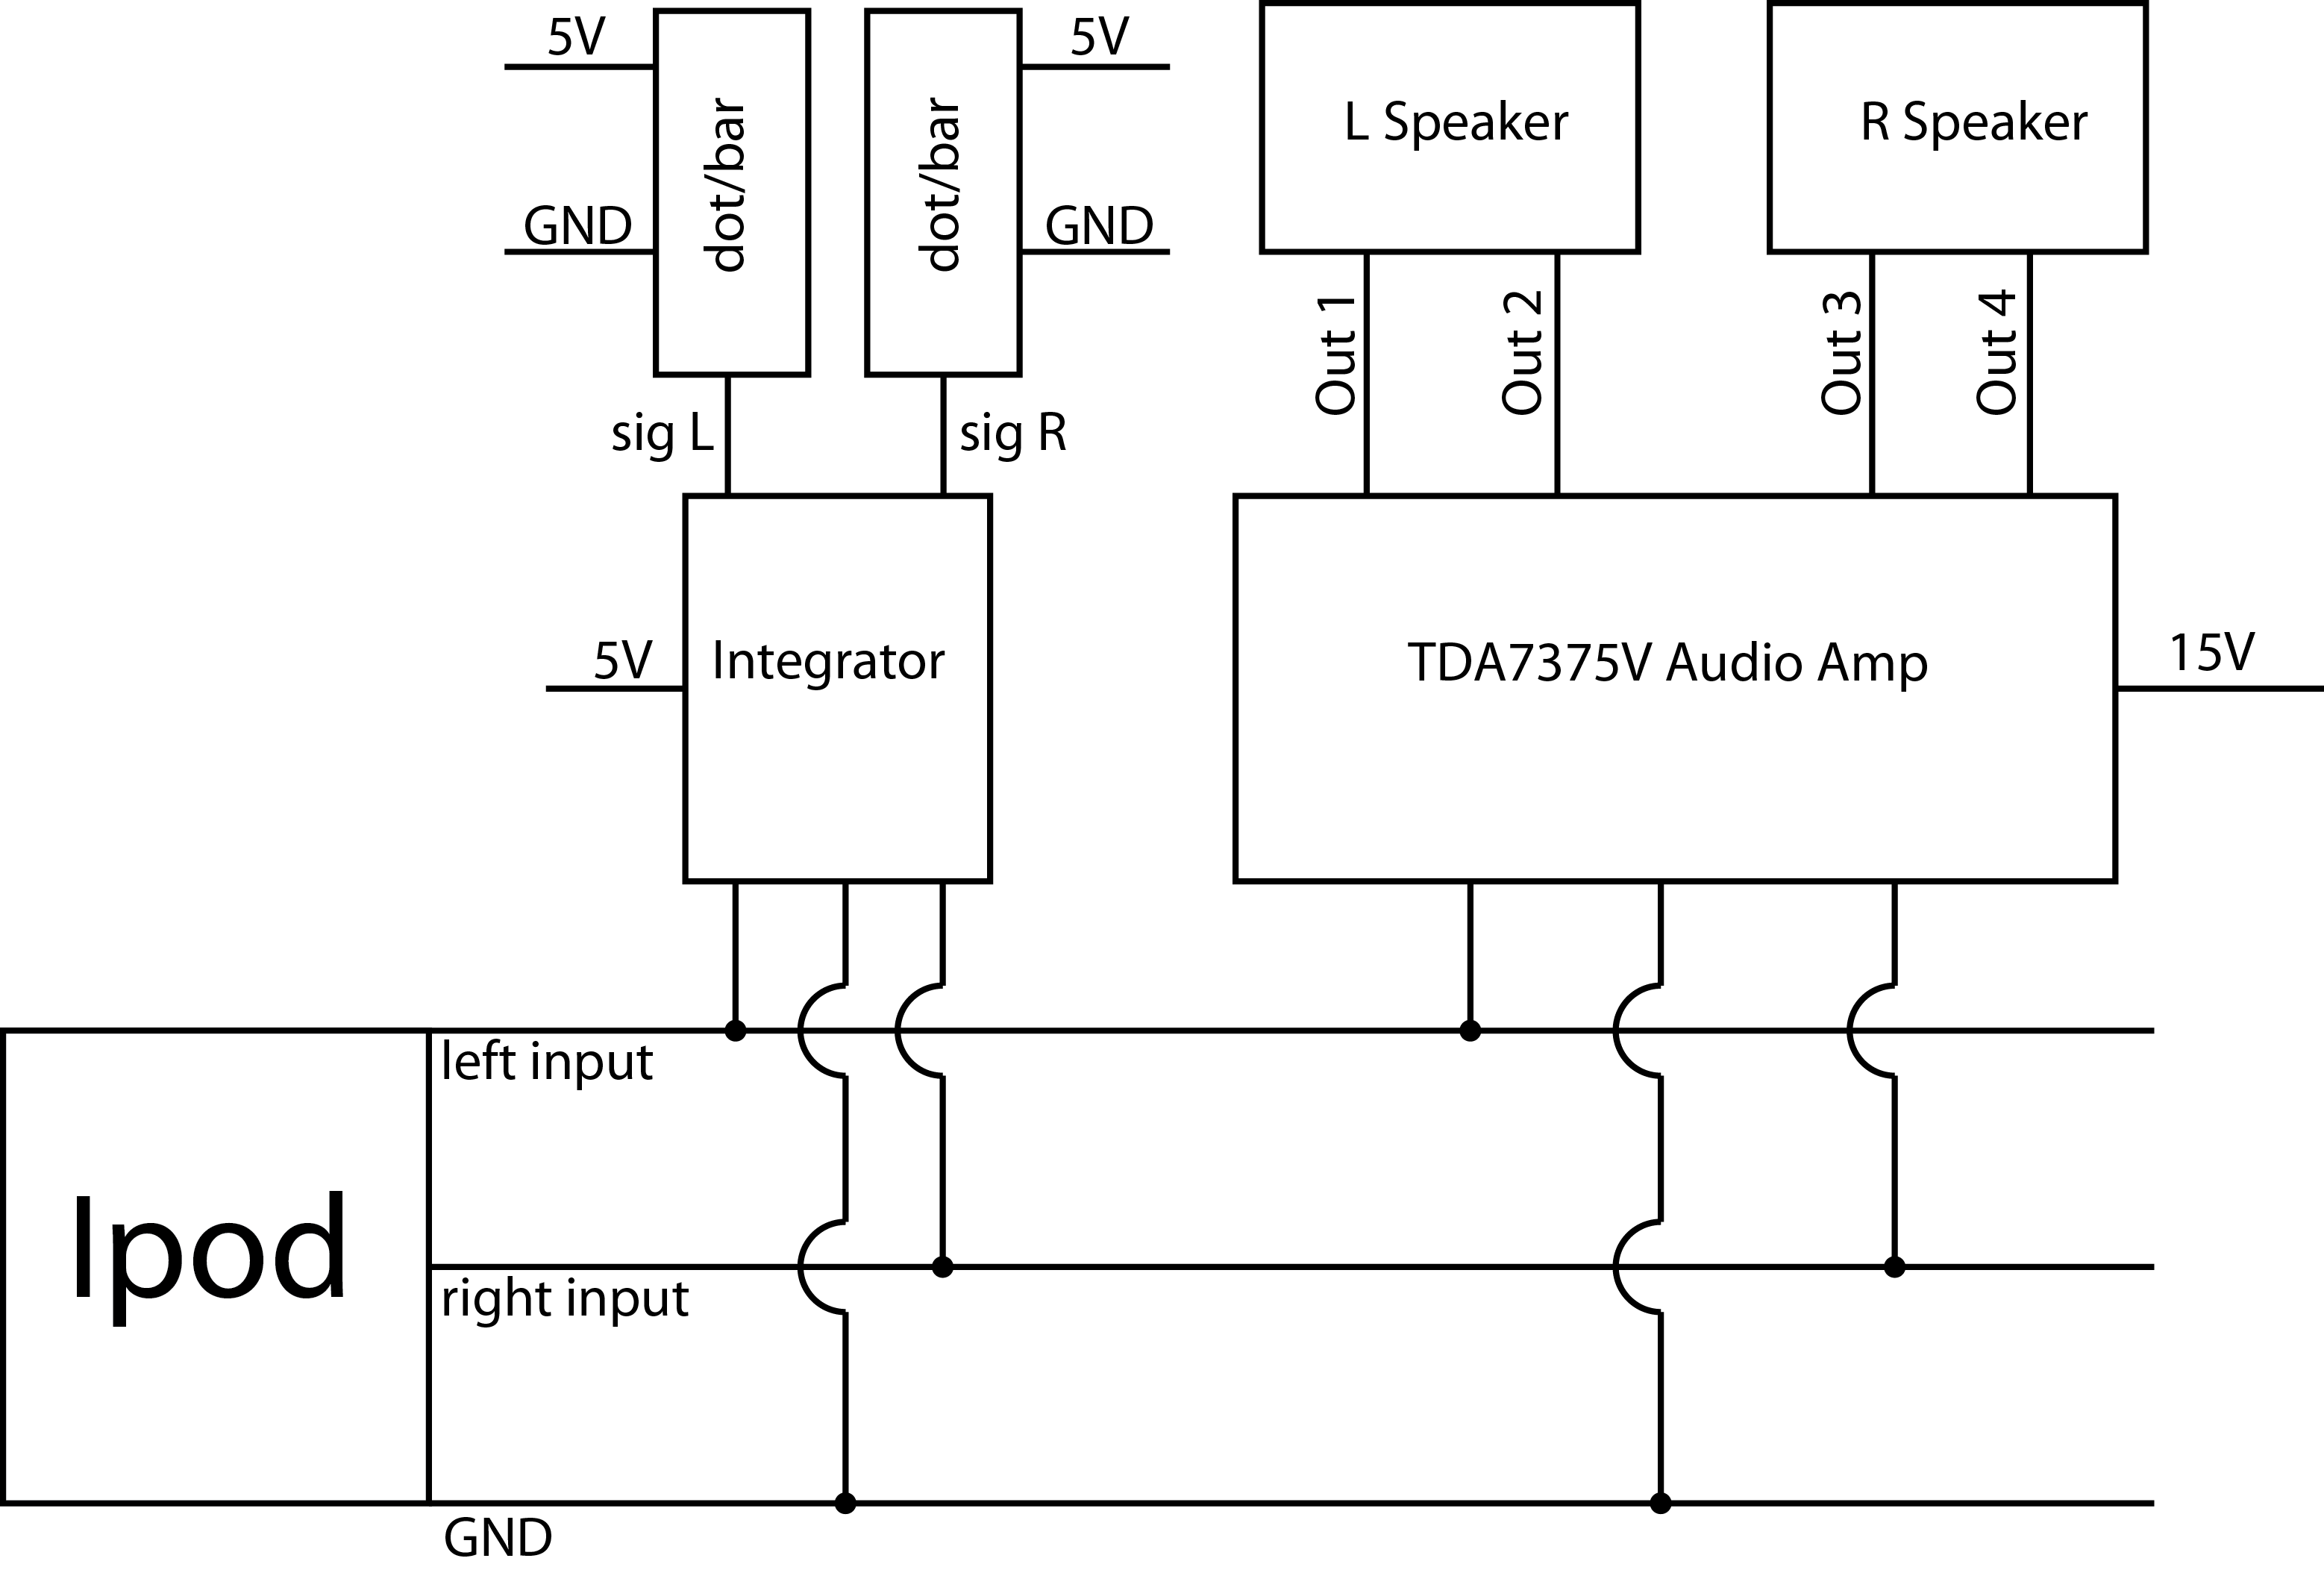 5V
5V
GND
GND
dot/bar
dot/bar
L Speaker
R Speaker
Out 1
Out 2
Out 3
Out 4
sig L
sig R
5V
Integrator
TDA7375V Audio Amp
15V
left input
Ipod
right input
GND